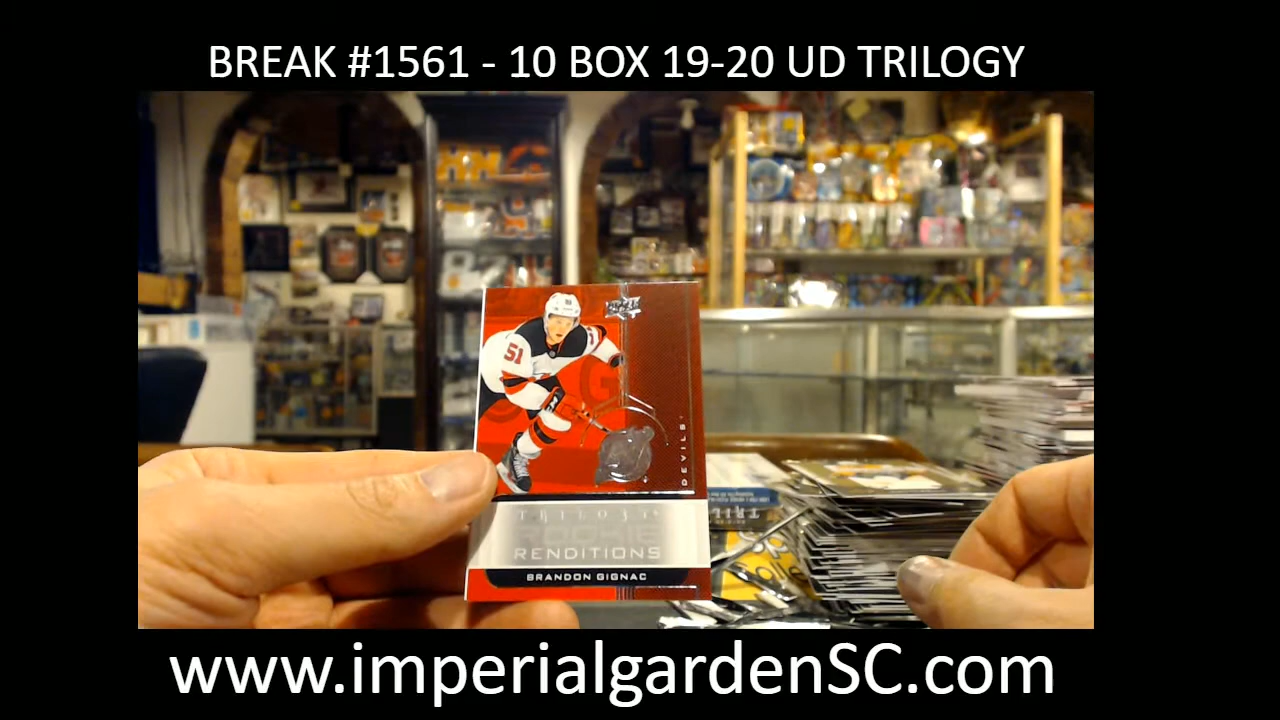 BREAK #1561 - 10 BOX 19-20 UD TRILOGY
51
DEVILS
TRILOGY
ROOKIE
RENDITIONS
BRANDON GIGNAC
www.imperialgardenSC.com